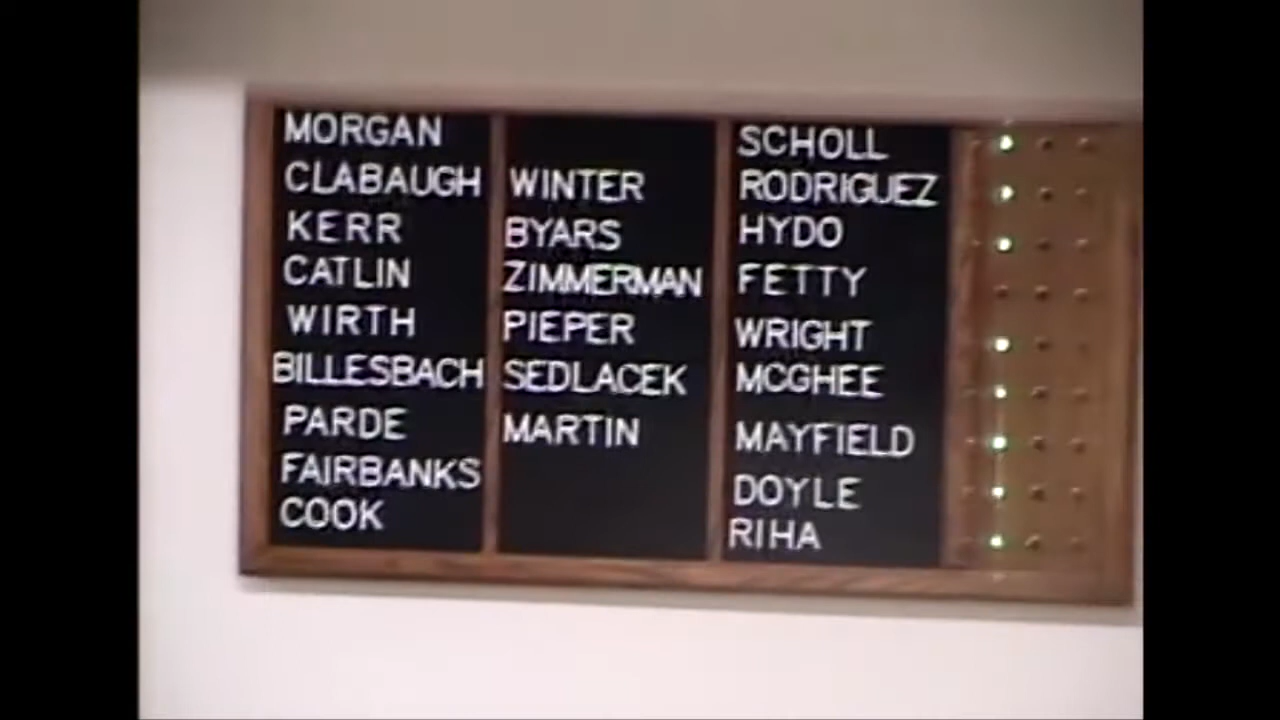 MORGAN
CLABAUGH
KERR
CATLIN
WIRTH
BILLESBACH
PARDE
FAIRBANKS
COOK
WINTER
BYARS
ZIMMERMAN
PIEPER
SEDLACEK
MARTIN
SCHOLL
RODRIGUEZ
HYDO
FETTY
WRIGHT
MCGHEE
MAYFIELD
DOYLE
RIHA